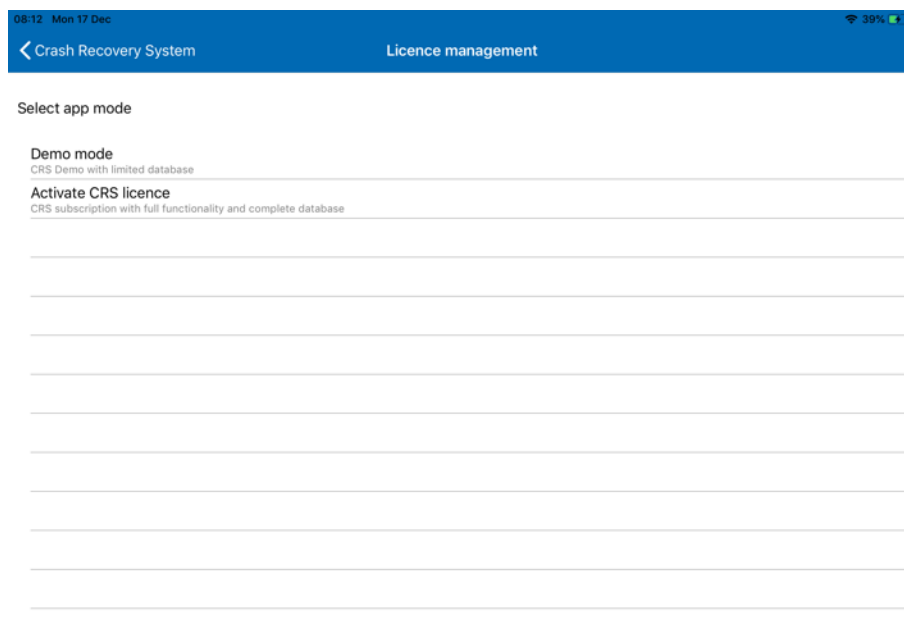 08:12 Mon 17 Dec 39%
Crash Recovery System Licence management
Select app mode
Demo mode
CRS Demo with limited database
Activate CRS licence
CRS subscription with full functionality and complete database